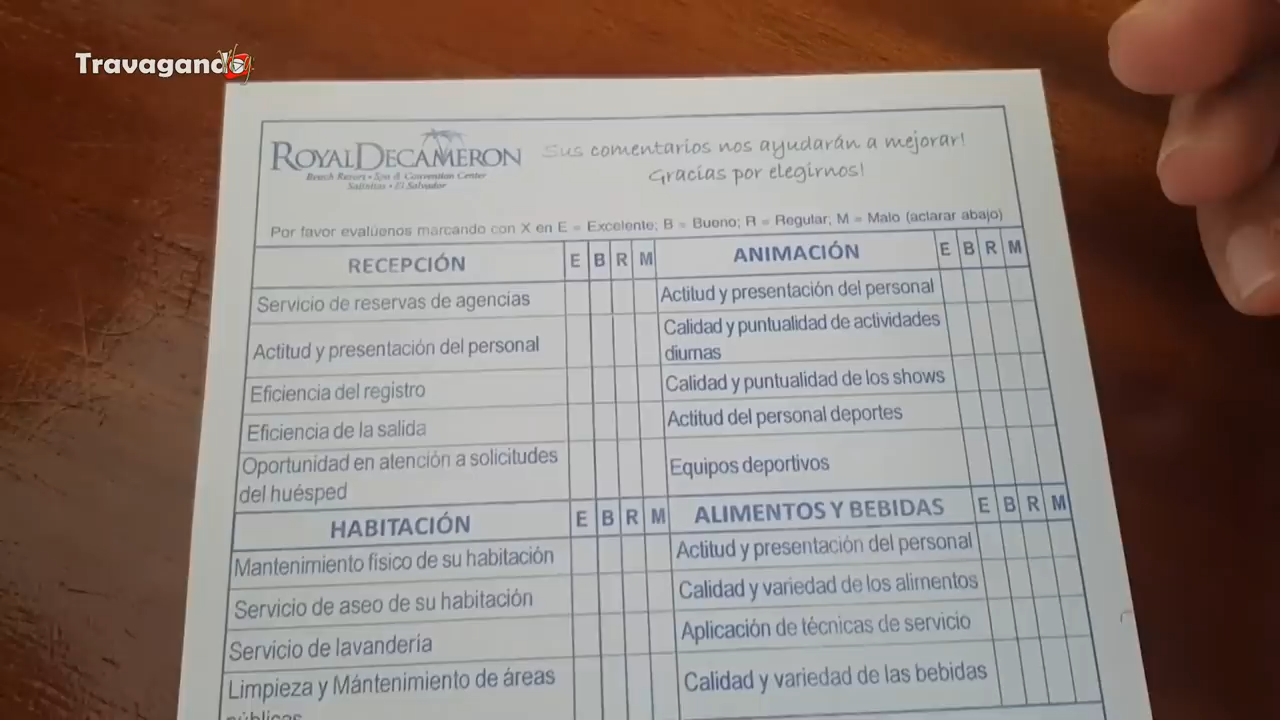 Travagando
ROYAL DECAMERON
Beach Resort • Spa & Convention Center
Salinitas • El Salvador
Sus comentarios nos ayudarán a mejorar!
Gracias por elegirnos!
Por favor evalúenos marcando con X en E = Excelente; B = Bueno; R = Regular; M = Malo (aclarar abajo)
RECEPCIÓN E B R M
Servicio de reservas de agencias
Actitud y presentación del personal
Eficiencia del registro
Eficiencia de la salida
Oportunidad en atención a solicitudes
del huésped
ANIMACIÓN E B R M
Actitud y presentación del personal
Calidad y puntualidad de actividades
diurnas
Calidad y puntualidad de los shows
Actitud del personal deportes
Equipos deportivos
HABITACIÓN E B R M
Mantenimiento físico de su habitación
Servicio de aseo de su habitación
Servicio de lavandería
Limpieza y Mántenimiento de áreas
públicas
ALIMENTOS Y BEBIDAS E B R M
Actitud y presentación del personal
Calidad y variedad de los alimentos
Aplicación de técnicas de servicio
Calidad y variedad de las bebidas